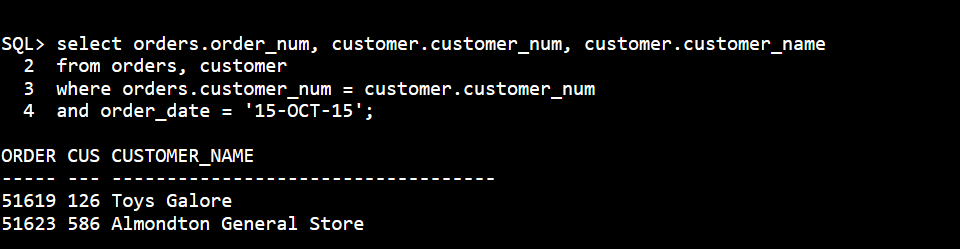 SQL> select orders.order_num, customer.customer_num, customer.customer_name
2 from orders, customer
3 where orders.customer_num = customer.customer_num
4 and order_date = '15-OCT-15';
ORDER CUS CUSTOMER_NAME
----- --- -----------------------------------
51619 126 Toys Galore
51623 586 Almondton General Store